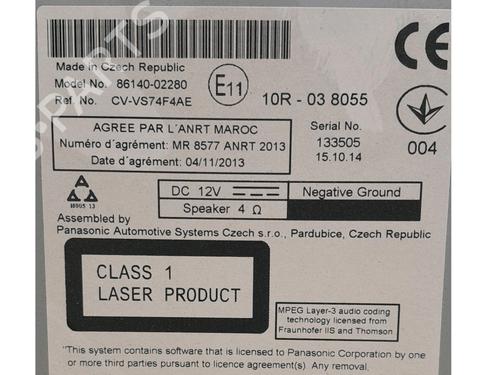 Made in Czech Republic
Model No. 86140-02280
Ref No. CV-VS74F4AE
E11
10R - 03 8055
CE
AGREE PAR L'ANRT MAROC
Numéro d'agrément: MR 8577 ANRT 2013
Date d'agrément: 04/11/2013
Serial No.
133505
15.10.14
004
DC 12V
Negative Ground
Speaker 4 Ω
Assembled by
Panasonic Automotive Systems Czech s.r.o., Pardubice, Czech Republic
CLASS 1
LASER PRODUCT
MPEG Layer-3 audio coding
technology licensed from
Fraunhofer IIS and Thomson
"This system contains software that is licensed to Panasonic Corporation by one
or more third parties pursuant to licence agreement(s). Any removal,